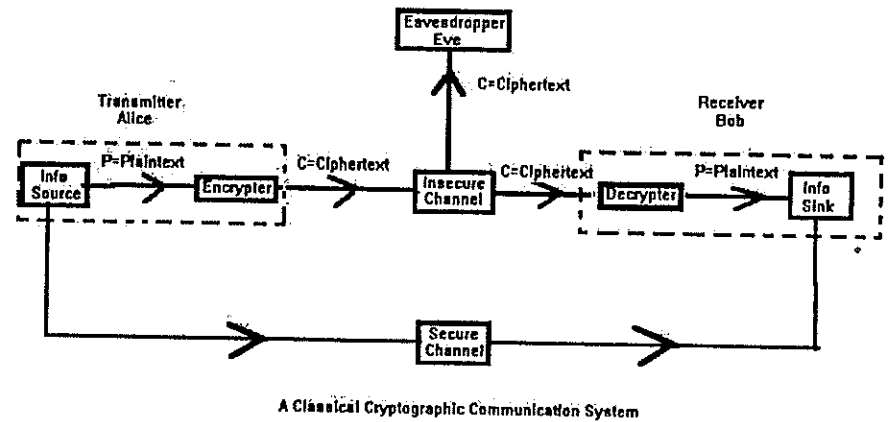 Eavesdropper
Eve
C=Ciphertext
Transmitter
Alice
Receiver
Bob
P=Plaintext
C=Ciphertext
C=Ciphertext
P=Plaintext
Info
Source
Encrypter
Insecure
Channel
Decrypter
Info
Sink
Secure
Channel
A Classical Cryptographic Communication System